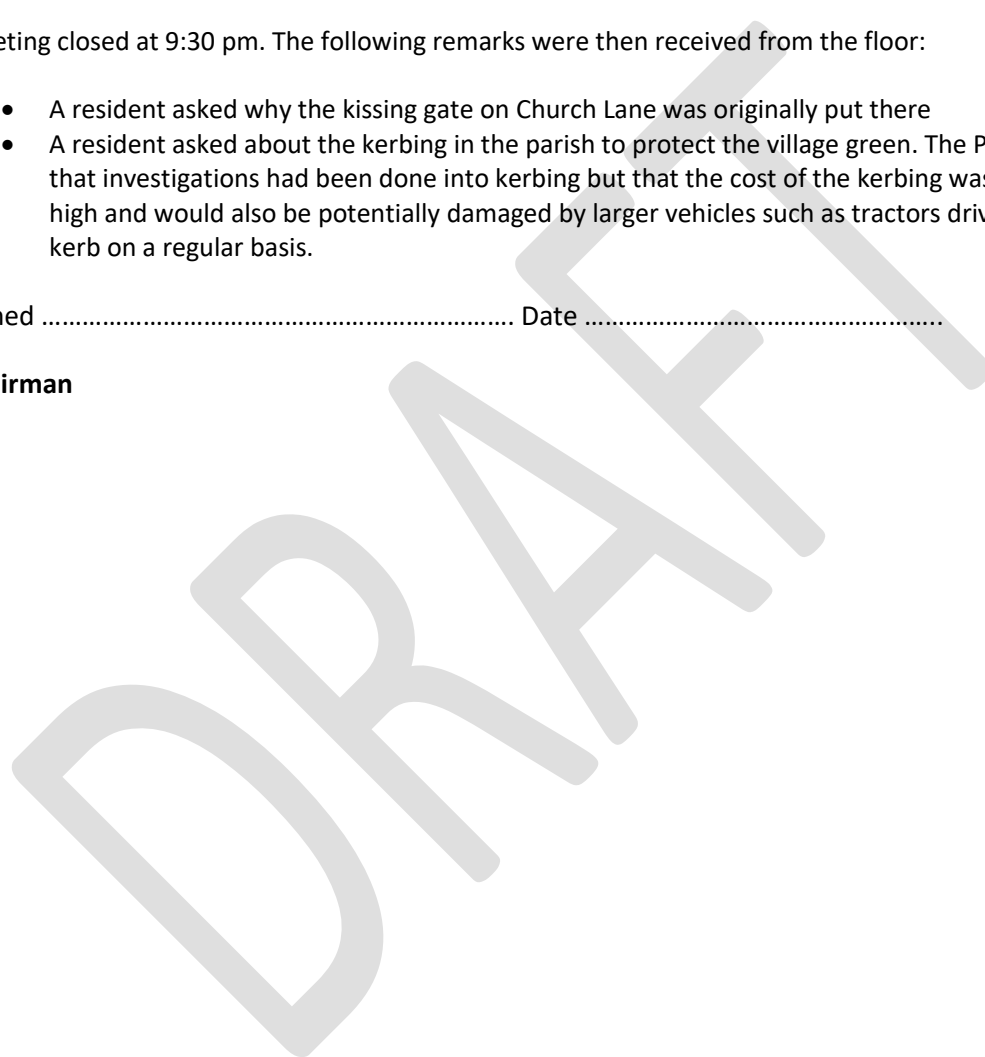 eting closed at 9:30 pm. The following remarks were then received from the floor:
• A resident asked why the kissing gate on Church Lane was originally put there
• A resident asked about the kerbing in the parish to protect the village green. The P
that investigations had been done into kerbing but that the cost of the kerbing was
high and would also be potentially damaged by larger vehicles such as tractors driv
kerb on a regular basis.
ned ……………………………………………………………. Date ……………………………………………..
irman
DRAFT